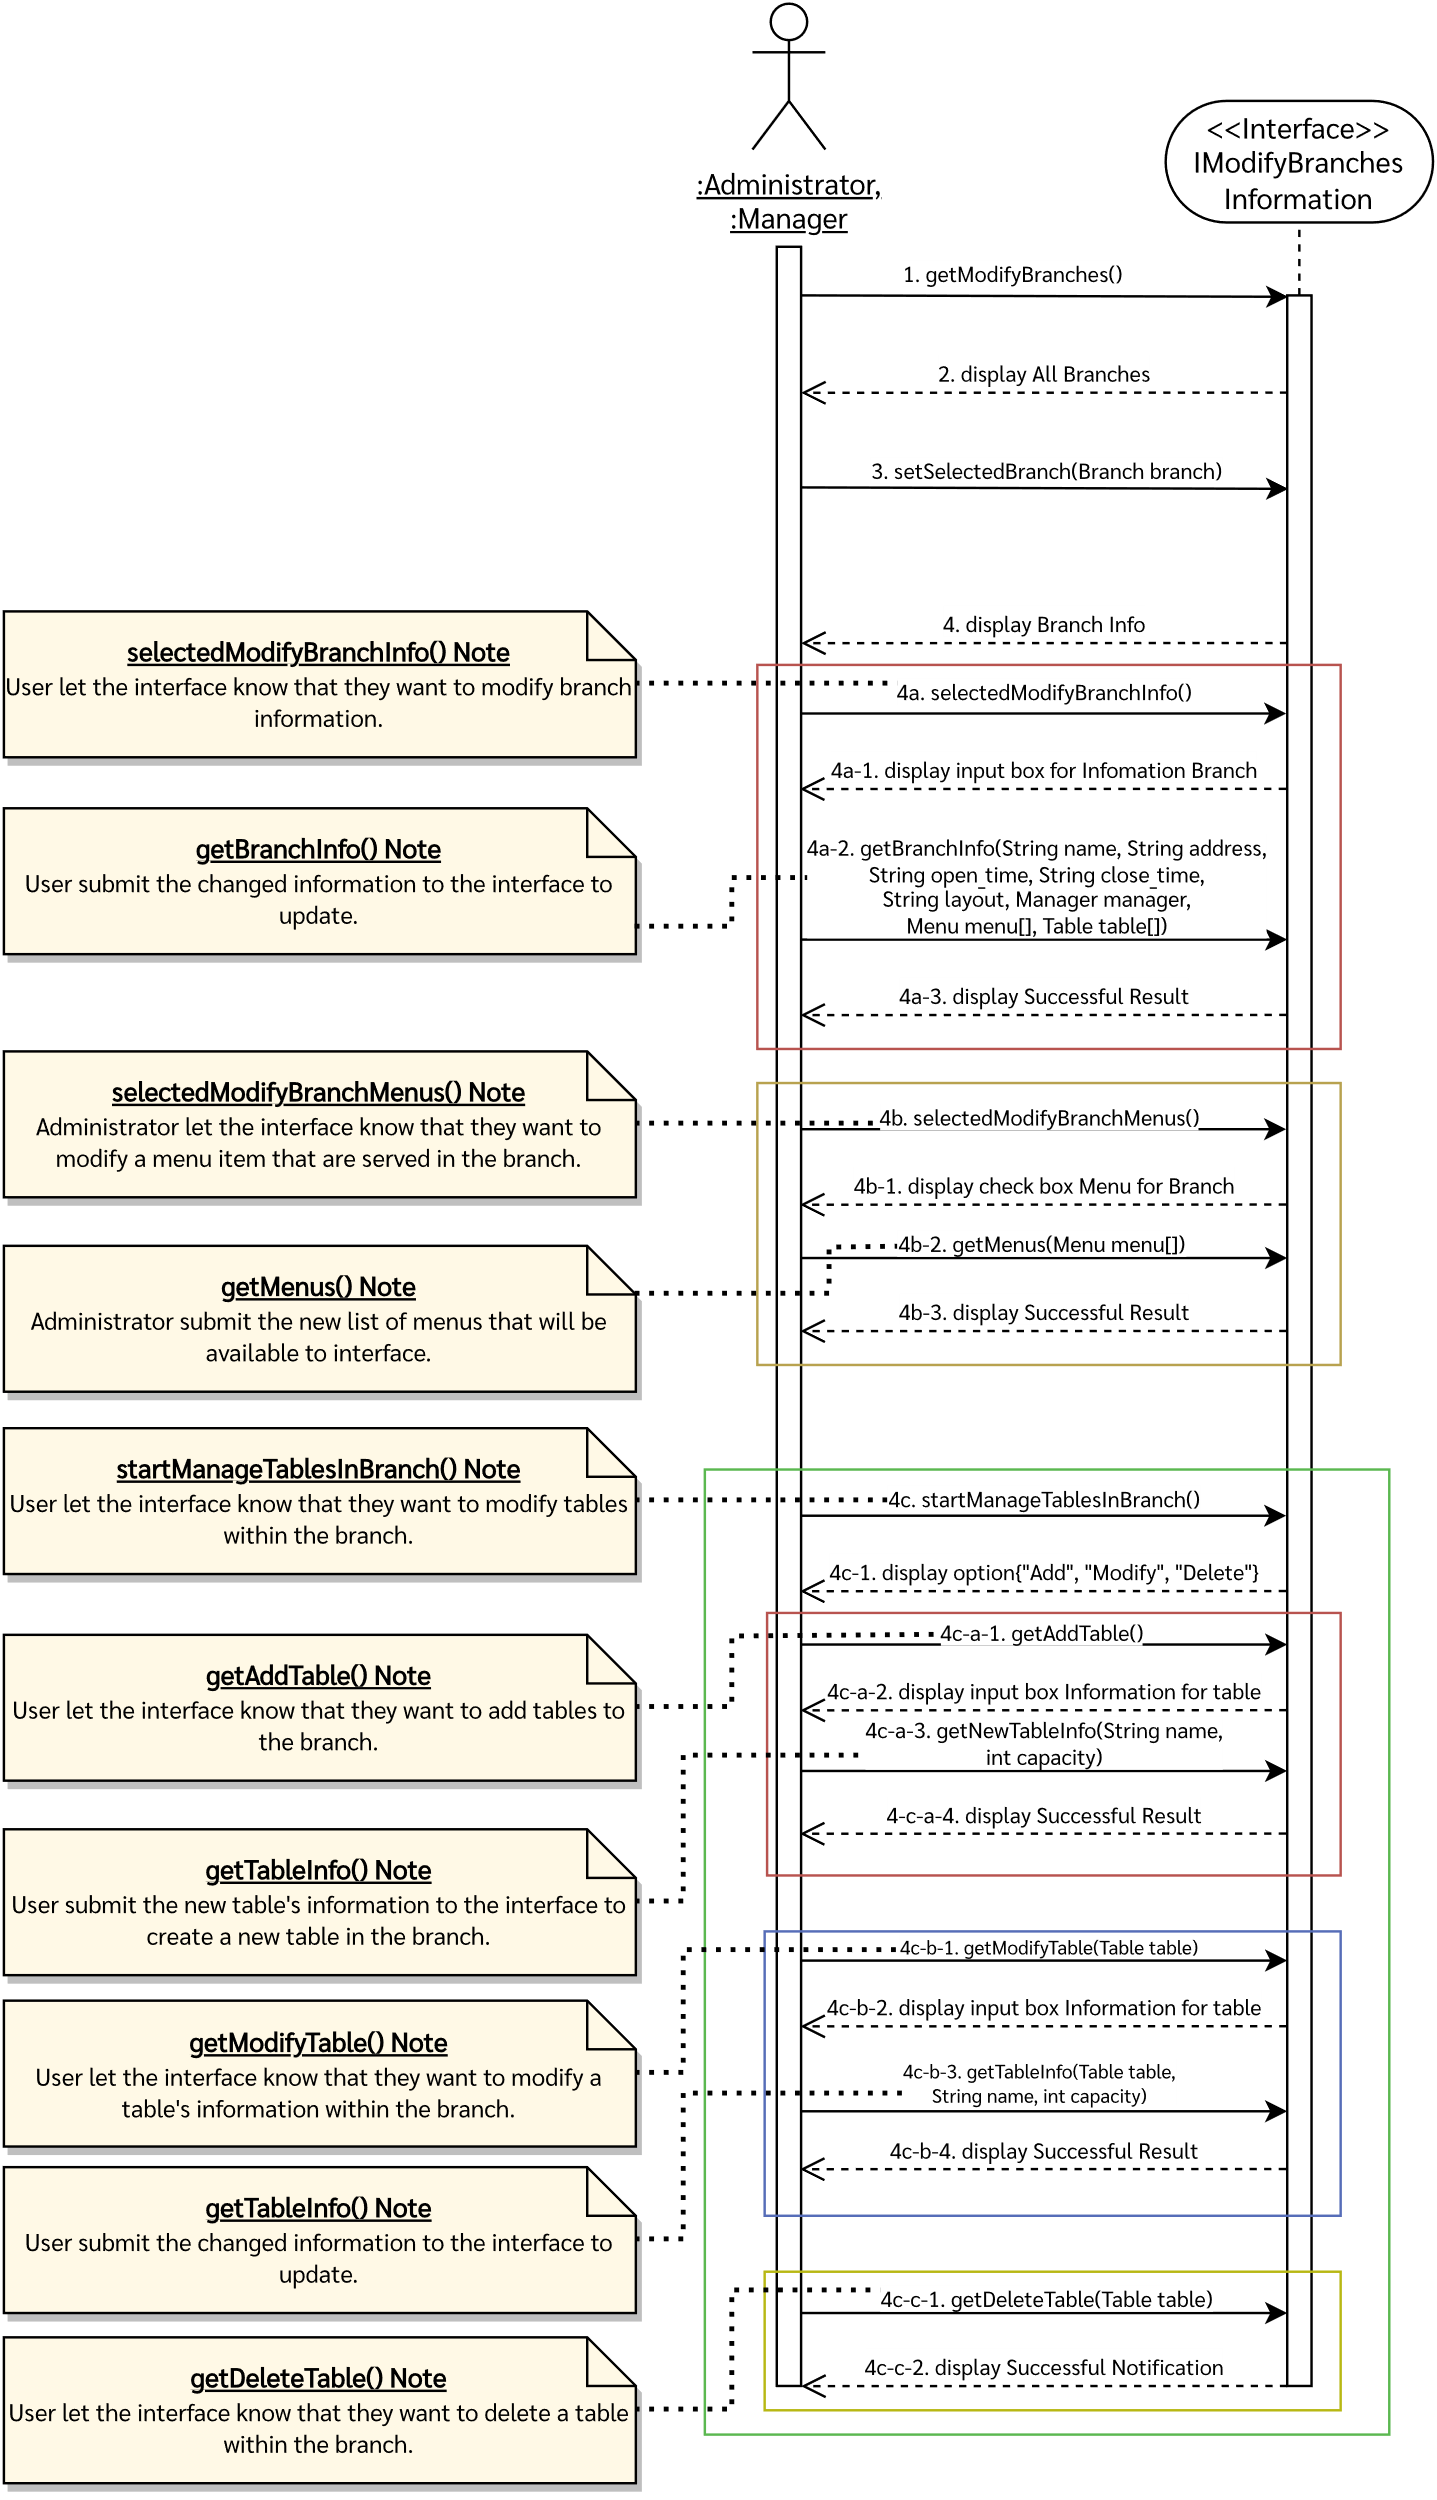 <<Interface>>
IModifyBranches
Information
:Administrator,
:Manager
1. getModifyBranches()
2. display All Branches
3. setSelectedBranch(Branch branch)
4. display Branch Info
selectedModifyBranchInfo() Note
User let the interface know that they want to modify branch
information.
4a. selectedModifyBranchInfo()
4a-1. display input box for Infomation Branch
getBranchInfo() Note
User submit the changed information to the interface to
update.
4a-2. getBranchInfo(String name, String address,
String open_time, String close_time,
String layout, Manager manager,
Menu menu[], Table table[])
4a-3. display Successful Result
selectedModifyBranchMenus() Note
Administrator let the interface know that they want to
modify a menu item that are served in the branch.
4b. selectedModifyBranchMenus()
4b-1. display check box Menu for Branch
getMenus() Note
Administrator submit the new list of menus that will be
available to interface.
4b-2. getMenus(Menu menu[])
4b-3. display Successful Result
startManageTablesInBranch() Note
User let the interface know that they want to modify tables
within the branch.
4c. startManageTablesInBranch()
4c-1. display option{"Add", "Modify", "Delete"}
getAddTable() Note
User let the interface know that they want to add tables to
the branch.
4c-a-1. getAddTable()
4c-a-2. display input box Information for table
4c-a-3. getNewTableInfo(String name,
int capacity)
4-c-a-4. display Successful Result
getTableInfo() Note
User submit the new table's information to the interface to
create a new table in the branch.
4c-b-1. getModifyTable(Table table)
4c-b-2. display input box Information for table
getModifyTable() Note
User let the interface know that they want to modify a
table's information within the branch.
4c-b-3. getTableInfo(Table table,
String name, int capacity)
4c-b-4. display Successful Result
getTableInfo() Note
User submit the changed information to the interface to
update.
4c-c-1. getDeleteTable(Table table)
4c-c-2. display Successful Notification
getDeleteTable() Note
User let the interface know that they want to delete a table
within the branch.